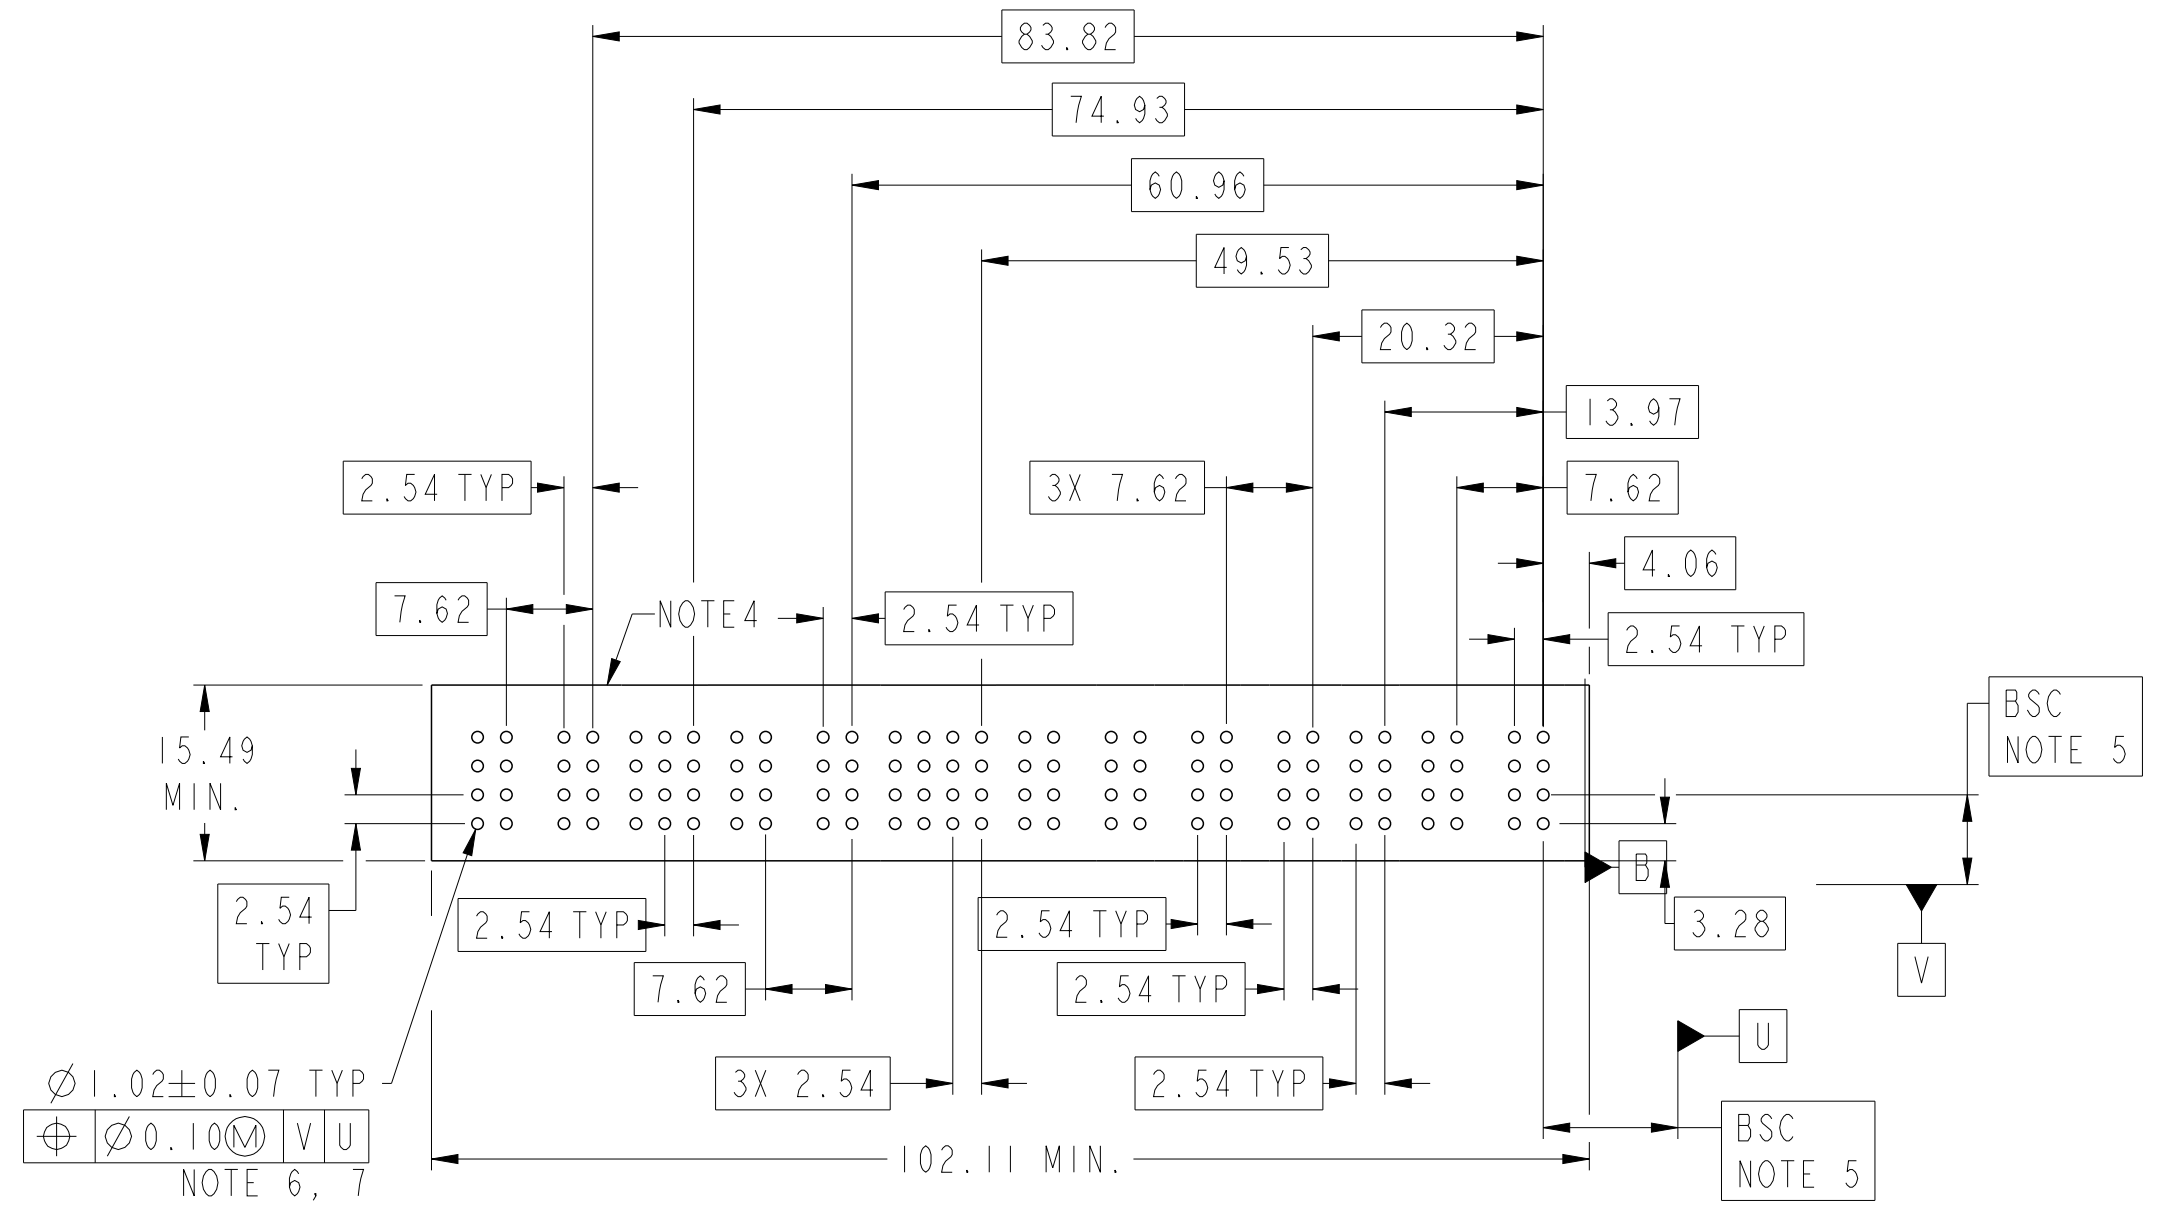 83.82
74.93
60.96
49.53
20.32
13.97
2.54 TYP
3X 7.62
7.62
4.06
7.62
NOTE4
2.54 TYP
2.54 TYP
BSC
NOTE 5
15.49
MIN.
B
2.54
TYP
2.54 TYP
2.54 TYP
3.28
V
7.62
2.54 TYP
U
Ø1.02±0.07 TYP
3X 2.54
2.54 TYP
⌖ Ø0.10Ⓜ V U
BSC
NOTE 5
102.11 MIN.
NOTE 6, 7